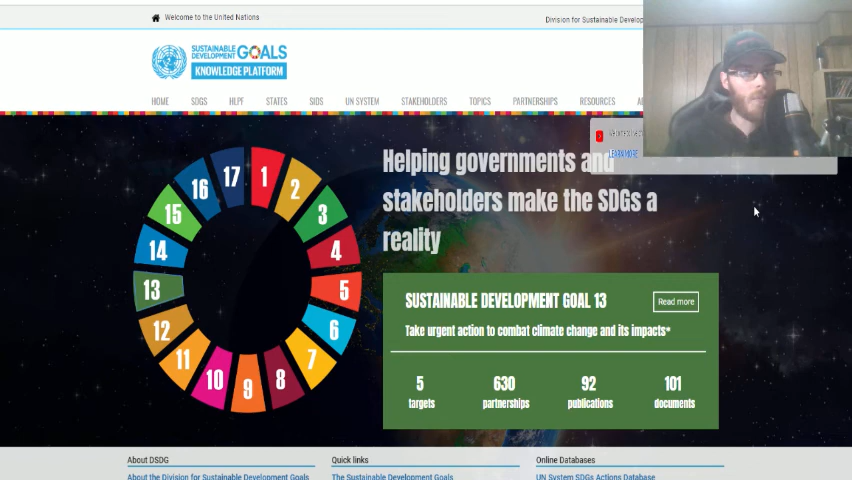 Welcome to the United Nations
Division for Sustainable
SUSTAINABLE DEVELOPMENT GOALS
KNOWLEDGE PLATFORM
HOME SDGS HLPF STATES SIDS UN SYSTEM STAKEHOLDERS TOPICS PARTNERSHIPS RESOURCES
LEARN MORE
Helping governments and
stakeholders make the SDGs a
reality
1
2
3
4
5
6
7
8
9
10
11
12
13
14
15
16
17
SUSTAINABLE DEVELOPMENT GOAL 13
Read more
Take urgent action to combat climate change and its impacts*
5 630 92 101
targets partnerships publications documents
About DSDG Quick links Online Databases
About the Division for Sustainable Development Goals The Sustainable Development Goals UN System SDGs Actions Database